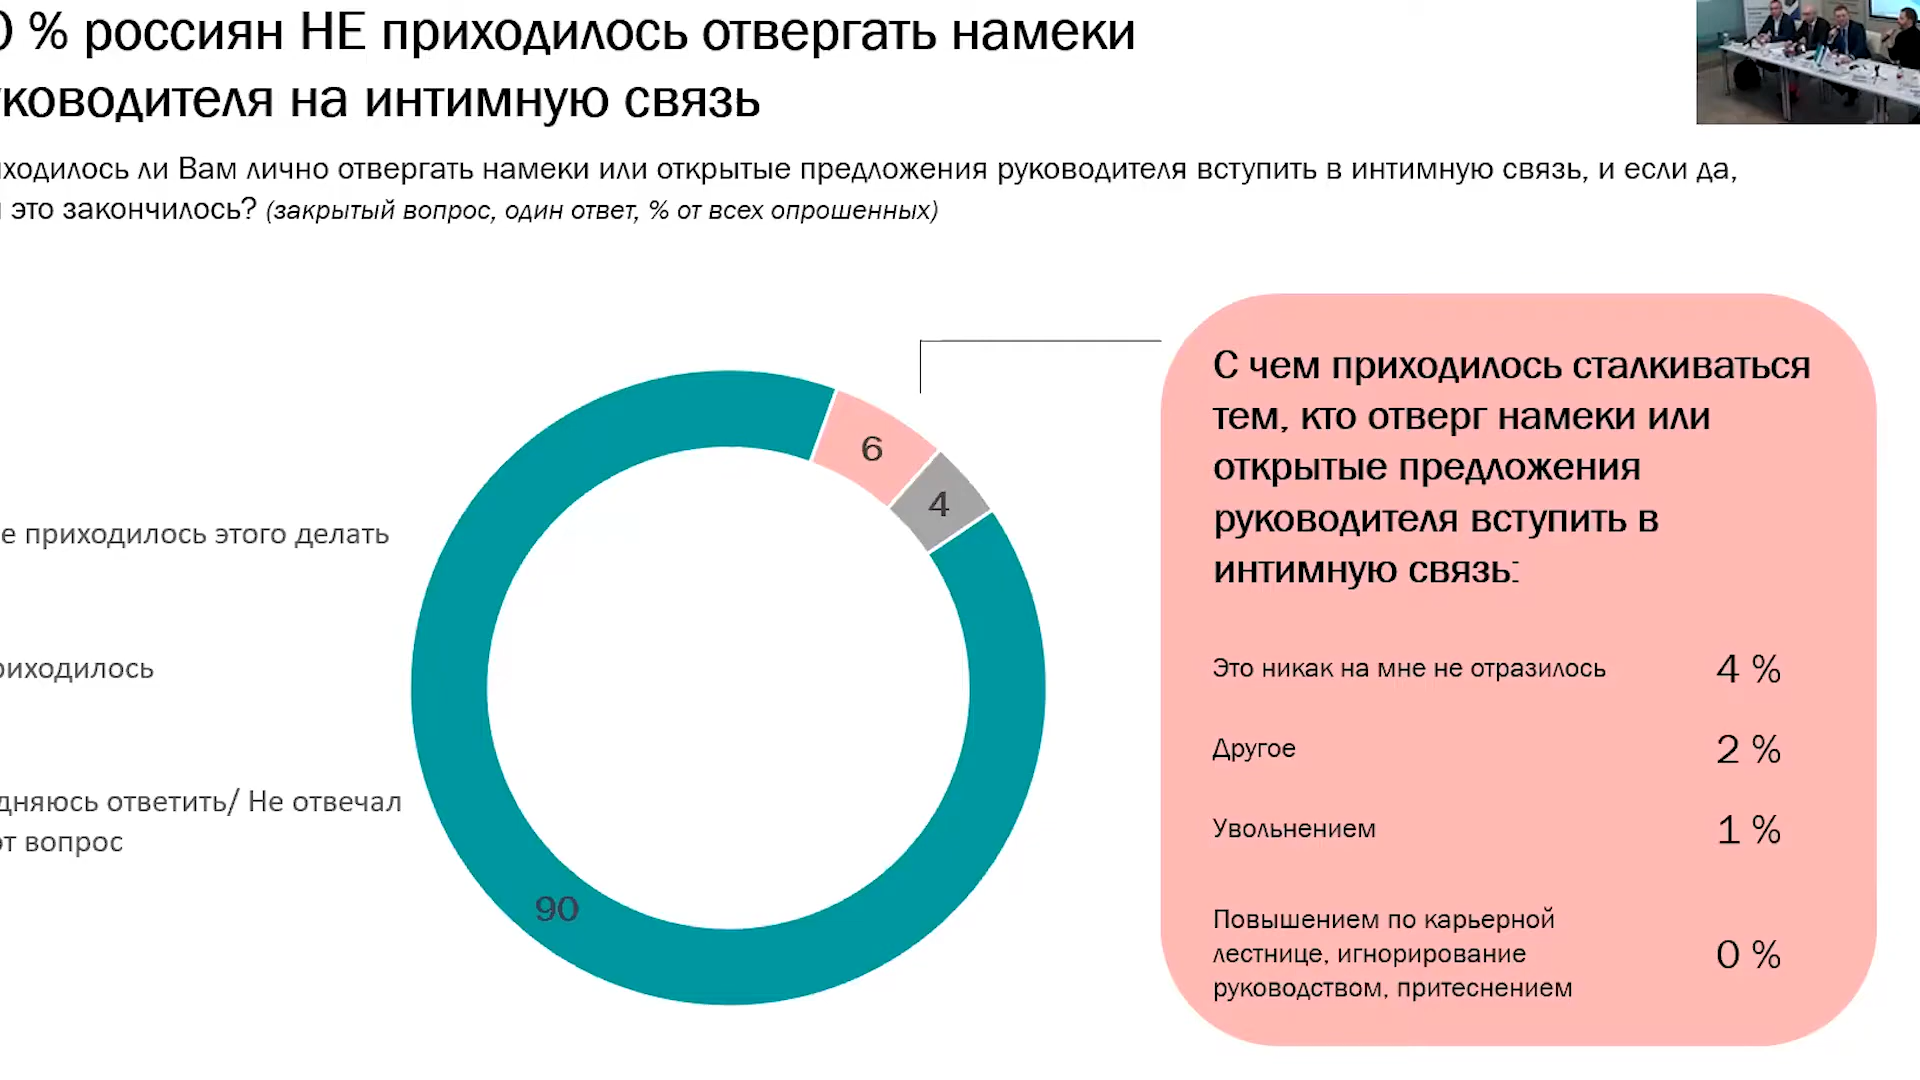 % россиян НЕ приходилось отвергать намеки
на интимную связь
ли Вам лично отвергать намеки или открытые предложения руководителя вступить в интимную связь, и если да,
это закончилось? (закрытый вопрос, один ответ, % от всех опрошенных)
6
4
90
е приходилось этого делать
риходилось
дняюсь ответить/ Не отвечал
от вопрос
С чем приходилось сталкиваться
тем, кто отверг намеки или
открытые предложения
руководителя вступить в
интимную связь:
Это никак на мне не отразилось 4 %
Другое 2 %
Увольнением 1 %
Повышением по карьерной
лестнице, игнорирование
руководством, притеснением
0 %